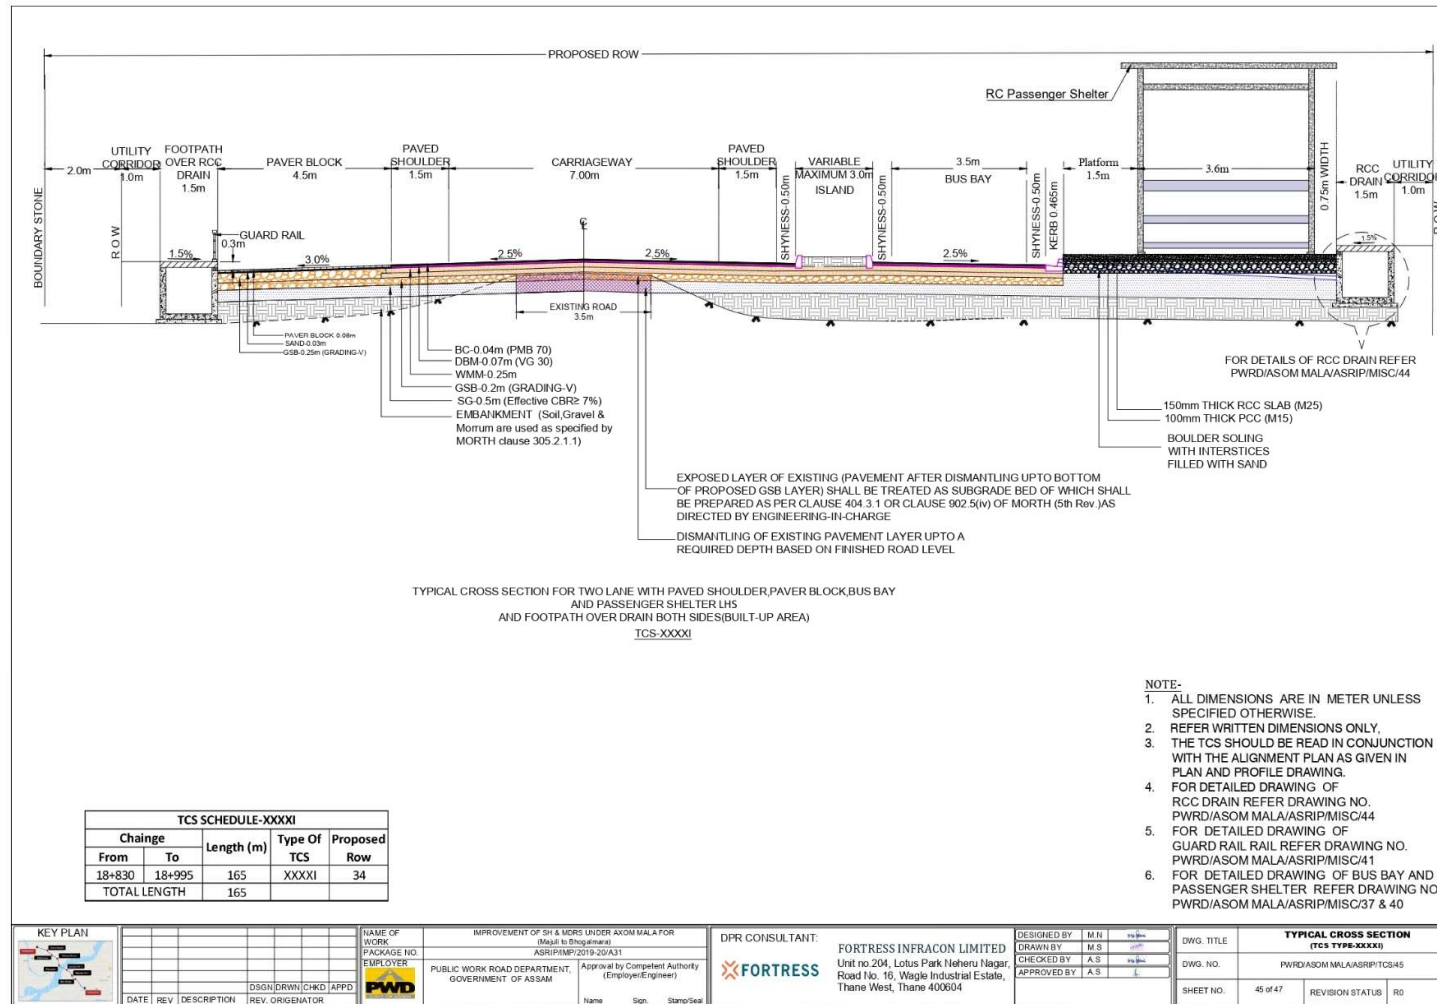 PROPOSED ROW
RC Passenger Shelter
UTILITY
CORRIDOR
1.0m
FOOTPATH
OVER RCC
DRAIN
1.5m
PAVER BLOCK
4.5m
PAVED
SHOULDER
1.5m
CARRIAGEWAY
7.00m
PAVED
SHOULDER
1.5m
VARIABLE
MAXIMUM 3.0m
ISLAND
3.5m
BUS BAY
Platform
1.5m
3.6m
RCC
DRAIN
1.5m
UTILITY
CORRIDOR
1.0m
2.0m
BOUNDARY STONE
R O W
SHYNESS-0.50m
SHYNESS-0.50m
SHYNESS-0.50m
KERB 0.465m
0.75m WIDTH
GUARD RAIL
0.3m
1.5%
3.0%
2.5%
2.5%
2.5%
1.5%
EXISTING ROAD
3.5m
PAVER BLOCK 0.08m
SAND-0.03m
GSB-0.25m (GRADING-V)
BC-0.04m (PMB 70)
DBM-0.07m (VG 30)
WMM-0.25m
GSB-0.2m (GRADING-V)
SG-0.5m (Effective CBR≥ 7%)
EMBANKMENT (Soil,Gravel &
Morrum are used as specified by
MORTH clause 305.2.1.1)
FOR DETAILS OF RCC DRAIN REFER
PWRD/ASOM MALA/ASRIP/MISC/44
150mm THICK RCC SLAB (M25)
100mm THICK PCC (M15)
BOULDER SOLING
WITH INTERSTICES
FILLED WITH SAND
EXPOSED LAYER OF EXISTING (PAVEMENT AFTER DISMANTLING UPTO BOTTOM
OF PROPOSED GSB LAYER) SHALL BE TREATED AS SUBGRADE BED OF WHICH SHALL
BE PREPARED AS PER CLAUSE 404.3.1 OR CLAUSE 902.5(iv) OF MORTH (5th Rev.)AS
DIRECTED BY ENGINEERING-IN-CHARGE
DISMANTLING OF EXISTING PAVEMENT LAYER UPTO A
REQUIRED DEPTH BASED ON FINISHED ROAD LEVEL
TYPICAL CROSS SECTION FOR TWO LANE WITH PAVED SHOULDER,PAVER BLOCK,BUS BAY
AND PASSENGER SHELTER LHS
AND FOOTPATH OVER DRAIN BOTH SIDES(BUILT-UP AREA)
TCS-XXXXI
NOTE-
1. ALL DIMENSIONS ARE IN METER UNLESS
SPECIFIED OTHERWISE.
2. REFER WRITTEN DIMENSIONS ONLY,
3. THE TCS SHOULD BE READ IN CONJUNCTION
WITH THE ALIGNMENT PLAN AS GIVEN IN
PLAN AND PROFILE DRAWING.
4. FOR DETAILED DRAWING OF
RCC DRAIN REFER DRAWING NO.
PWRD/ASOM MALA/ASRIP/MISC/44
5. FOR DETAILED DRAWING OF
GUARD RAIL RAIL REFER DRAWING NO.
PWRD/ASOM MALA/ASRIP/MISC/41
6. FOR DETAILED DRAWING OF BUS BAY AND
PASSENGER SHELTER REFER DRAWING NO
PWRD/ASOM MALA/ASRIP/MISC/37 & 40
TCS SCHEDULE-XXXXI
Chainge Length (m) Type Of TCS Proposed Row
From To
18+830 18+995 165 XXXXI 34
TOTAL LENGTH 165
KEY PLAN
DSGN DRWN CHKD APPD
DATE REV DESCRIPTION REV. ORIGENATOR
NAME OF WORK
IMPROVEMENT OF SH & MDRS UNDER AXOM MALA FOR
(Majuli to Bhogalmara)
PACKAGE NO. ASRIP/IMP/2019-20/A31
EMPLOYER
PWD
PUBLIC WORK ROAD DEPARTMENT,
GOVERNMENT OF ASSAM
Approval by Competent Authority
(Employer/Engineer)
Name Sign. Stamp/Seal
DPR CONSULTANT:
FORTRESS
FORTRESS INFRACON LIMITED
Unit no.204, Lotus Park Neheru Nagar,
Road No. 16, Wagle Industrial Estate,
Thane West, Thane 400604
DESIGNED BY M.N
DRAWN BY M.S
CHECKED BY A.S
APPROVED BY A.S
DWG. TITLE TYPICAL CROSS SECTION
(TCS TYPE-XXXXI)
DWG. NO. PWRD/ASOM MALA/ASRIP/TCS/45
SHEET NO. 45 of 47 REVISION STATUS R0